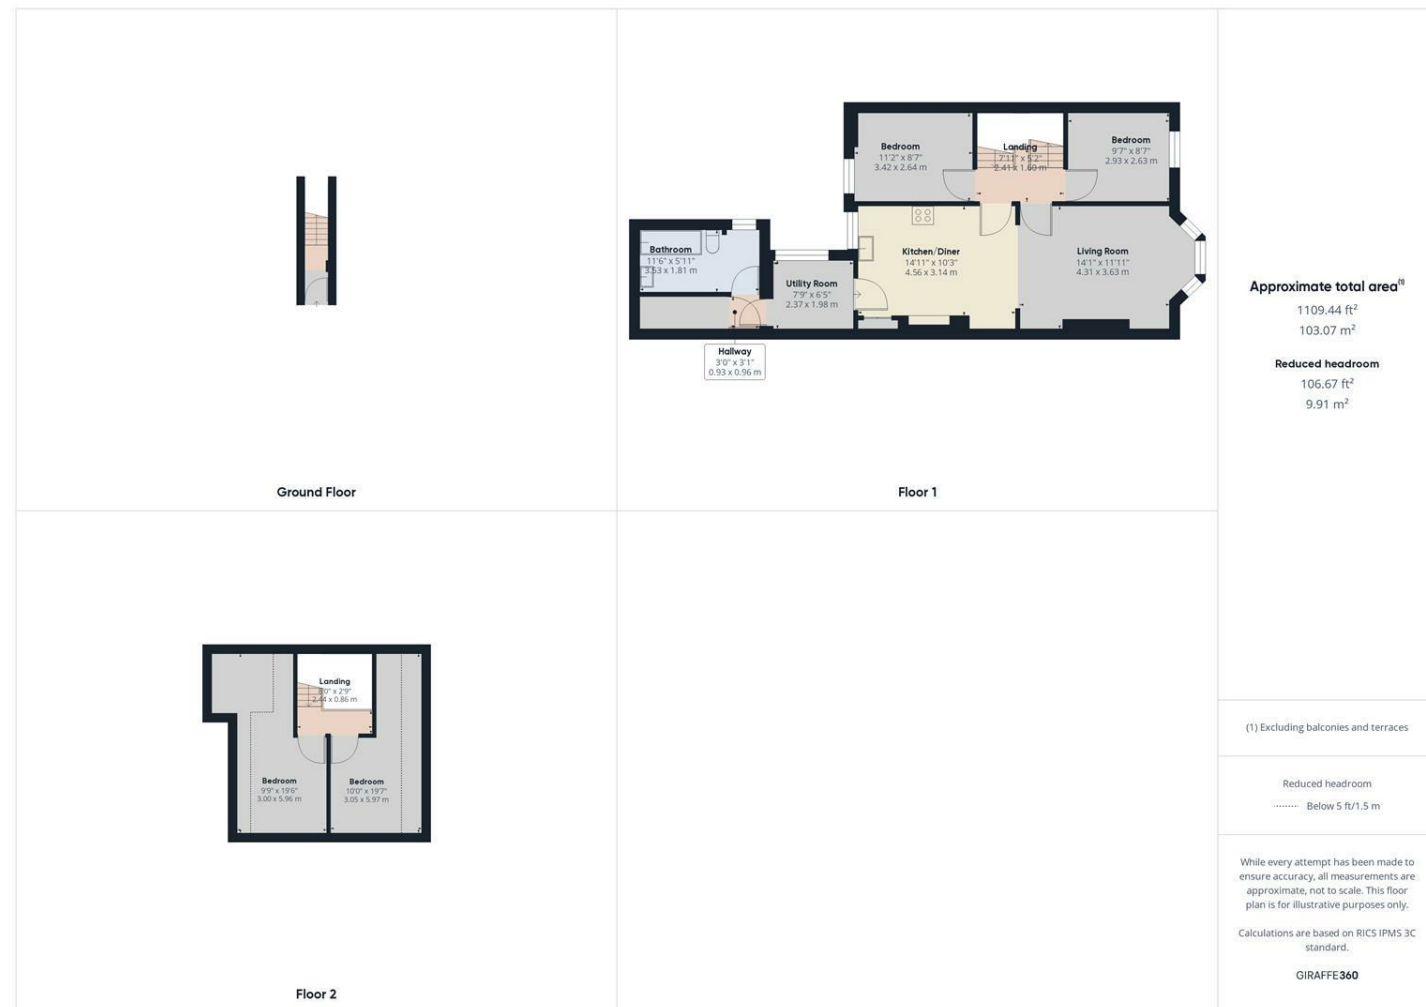 Ground Floor
Bedroom
11'2" x 8'7"
3.42 x 2.64 m
Landing
7'11" x 5'2"
2.41 x 1.60 m
Bedroom
9'7" x 8'7"
2.93 x 2.63 m
Bathroom
11'6" x 5'11"
3.53 x 1.81 m
Utility Room
7'9" x 6'5"
2.37 x 1.98 m
Kitchen/Diner
14'11" x 10'3"
4.56 x 3.14 m
Living Room
14'1" x 11'11"
4.31 x 3.63 m
Hallway
3'0" x 3'1"
0.93 x 0.96 m
Floor 1
Landing
8'0" x 2'9"
2.44 x 0.86 m
Bedroom
9'9" x 19'6"
3.00 x 5.96 m
Bedroom
10'0" x 19'7"
3.05 x 5.97 m
Floor 2
Approximate total area⁽¹⁾
1109.44 ft²
103.07 m²
Reduced headroom
106.67 ft²
9.91 m²
(1) Excluding balconies and terraces
Reduced headroom
Below 5 ft/1.5 m
While every attempt has been made to
ensure accuracy, all measurements are
approximate, not to scale. This floor
plan is for illustrative purposes only.
Calculations are based on RICS IPMS 3C
standard.
GIRAFFE360